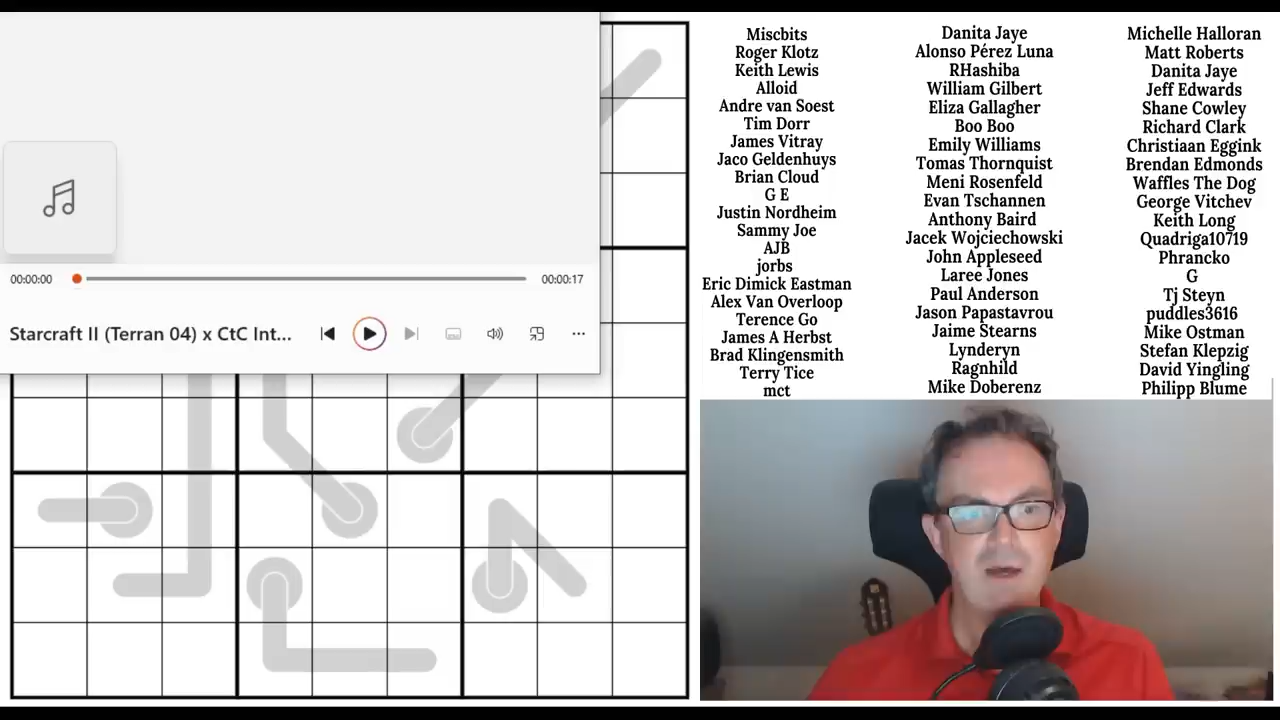 00:00:00
00:00:17
Starcraft II (Terran 04) x CtC Int...
Miscbits
Roger Klotz
Keith Lewis
Alloid
Andre van Soest
Tim Dorr
James Vitray
Jaco Geldenhuys
Brian Cloud
G E
Justin Nordheim
Sammy Joe
AJB
jorbs
Eric Dimick Eastman
Alex Van Overloop
Terence Go
James A Herbst
Brad Klingensmith
Terry Tice
mct
Danita Jaye
Alonso Pérez Luna
RHashiba
William Gilbert
Eliza Gallagher
Boo Boo
Emily Williams
Tomas Thornquist
Meni Rosenfeld
Evan Tschannen
Anthony Baird
Jacek Wojciechowski
John Appleseed
Laree Jones
Paul Anderson
Jason Papastavrou
Jaime Stearns
Lynderyn
Ragnhild
Mike Doberenz
Michelle Halloran
Matt Roberts
Danita Jaye
Jeff Edwards
Shane Cowley
Richard Clark
Christiaan Eggink
Brendan Edmonds
Waffles The Dog
George Vitchev
Keith Long
Quadriga10719
Phrancko
G
Tj Steyn
puddles3616
Mike Ostman
Stefan Klepzig
David Yingling
Philipp Blume